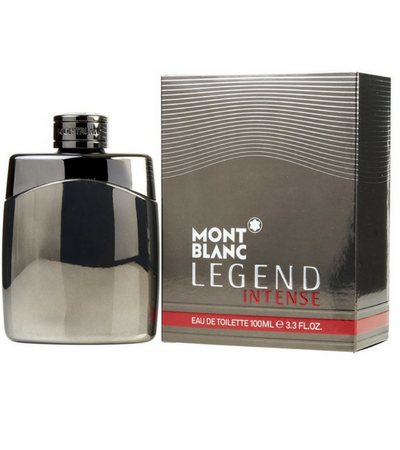 MONT
BLANC
LEGEND
INTENSE
EAU DE TOILETTE 100ML ℮ 3.3 FL.OZ.